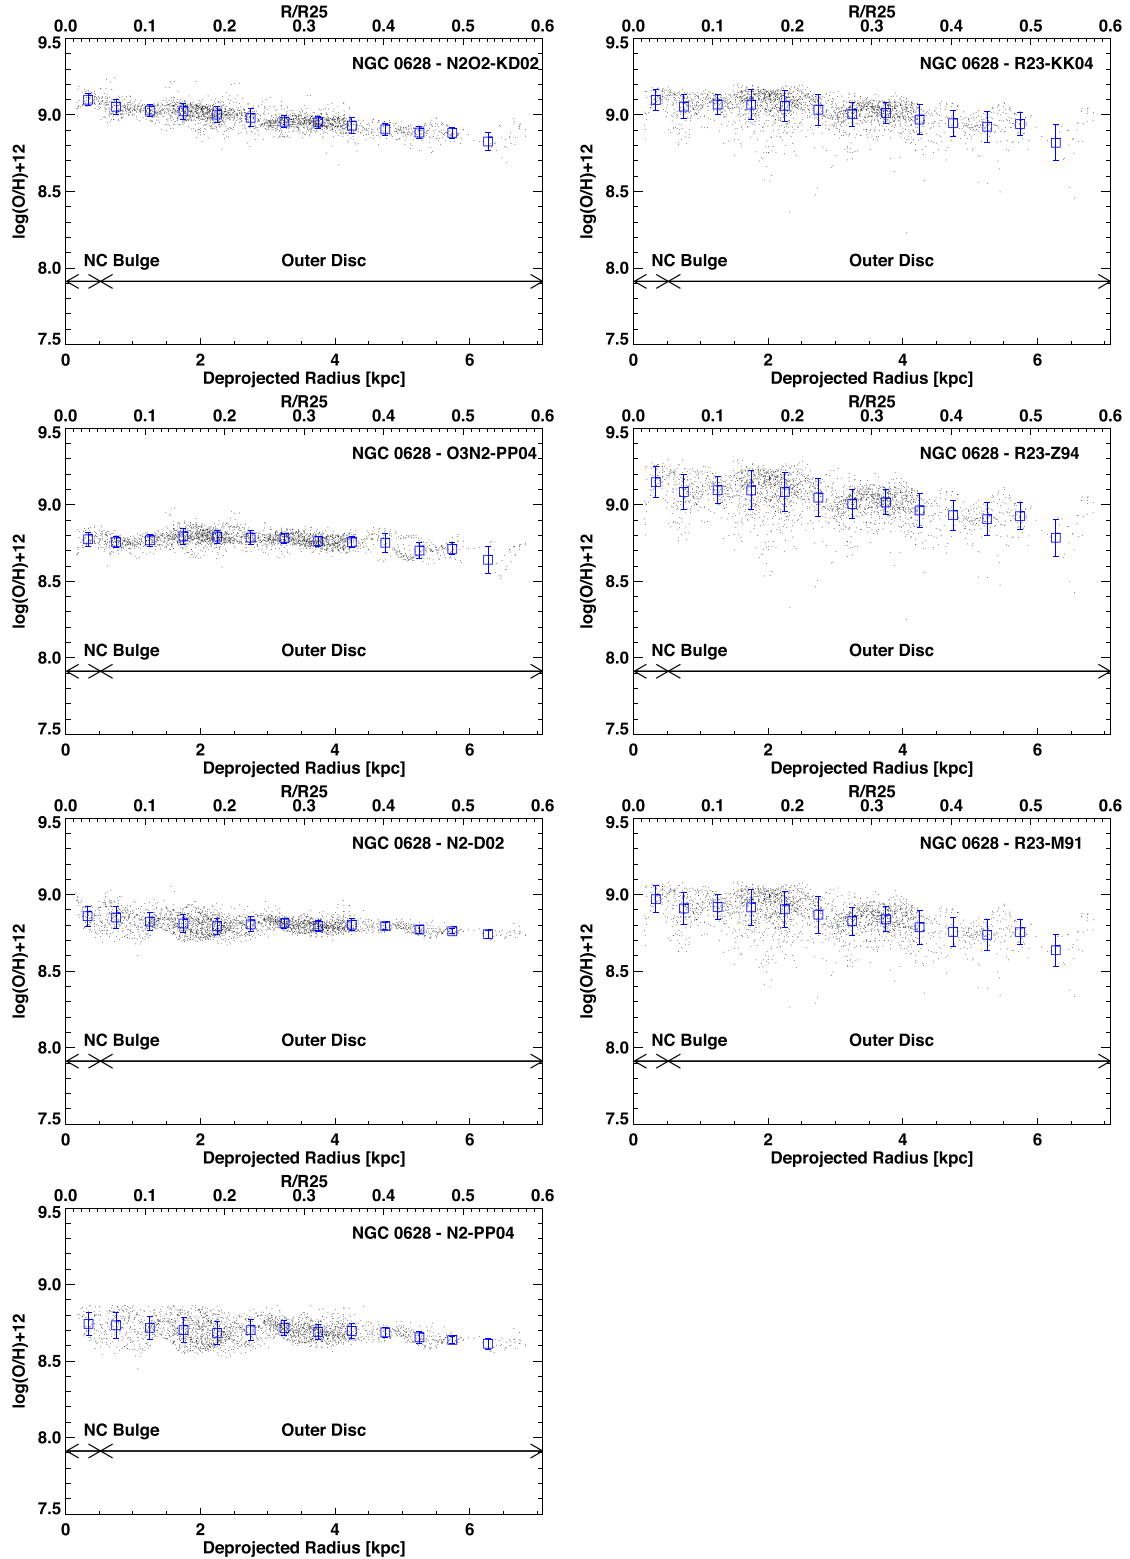 R/R25
0.0 0.1 0.2 0.3 0.4 0.5 0.6
NGC 0628 - N2O2-KD02
9.5
9.0
8.5
8.0
7.5
log(O/H)+12
NC Bulge
Outer Disc
0 2 4 6
Deprojected Radius [kpc]
R/R25
0.0 0.1 0.2 0.3 0.4 0.5 0.6
NGC 0628 - R23-KK04
9.5
9.0
8.5
8.0
7.5
log(O/H)+12
NC Bulge
Outer Disc
0 2 4 6
Deprojected Radius [kpc]
R/R25
0.0 0.1 0.2 0.3 0.4 0.5 0.6
NGC 0628 - O3N2-PP04
9.5
9.0
8.5
8.0
7.5
log(O/H)+12
NC Bulge
Outer Disc
0 2 4 6
Deprojected Radius [kpc]
R/R25
0.0 0.1 0.2 0.3 0.4 0.5 0.6
NGC 0628 - R23-Z94
9.5
9.0
8.5
8.0
7.5
log(O/H)+12
NC Bulge
Outer Disc
0 2 4 6
Deprojected Radius [kpc]
R/R25
0.0 0.1 0.2 0.3 0.4 0.5 0.6
NGC 0628 - N2-D02
9.5
9.0
8.5
8.0
7.5
log(O/H)+12
NC Bulge
Outer Disc
0 2 4 6
Deprojected Radius [kpc]
R/R25
0.0 0.1 0.2 0.3 0.4 0.5 0.6
NGC 0628 - R23-M91
9.5
9.0
8.5
8.0
7.5
log(O/H)+12
NC Bulge
Outer Disc
0 2 4 6
Deprojected Radius [kpc]
R/R25
0.0 0.1 0.2 0.3 0.4 0.5 0.6
NGC 0628 - N2-PP04
9.5
9.0
8.5
8.0
7.5
log(O/H)+12
NC Bulge
Outer Disc
0 2 4 6
Deprojected Radius [kpc]